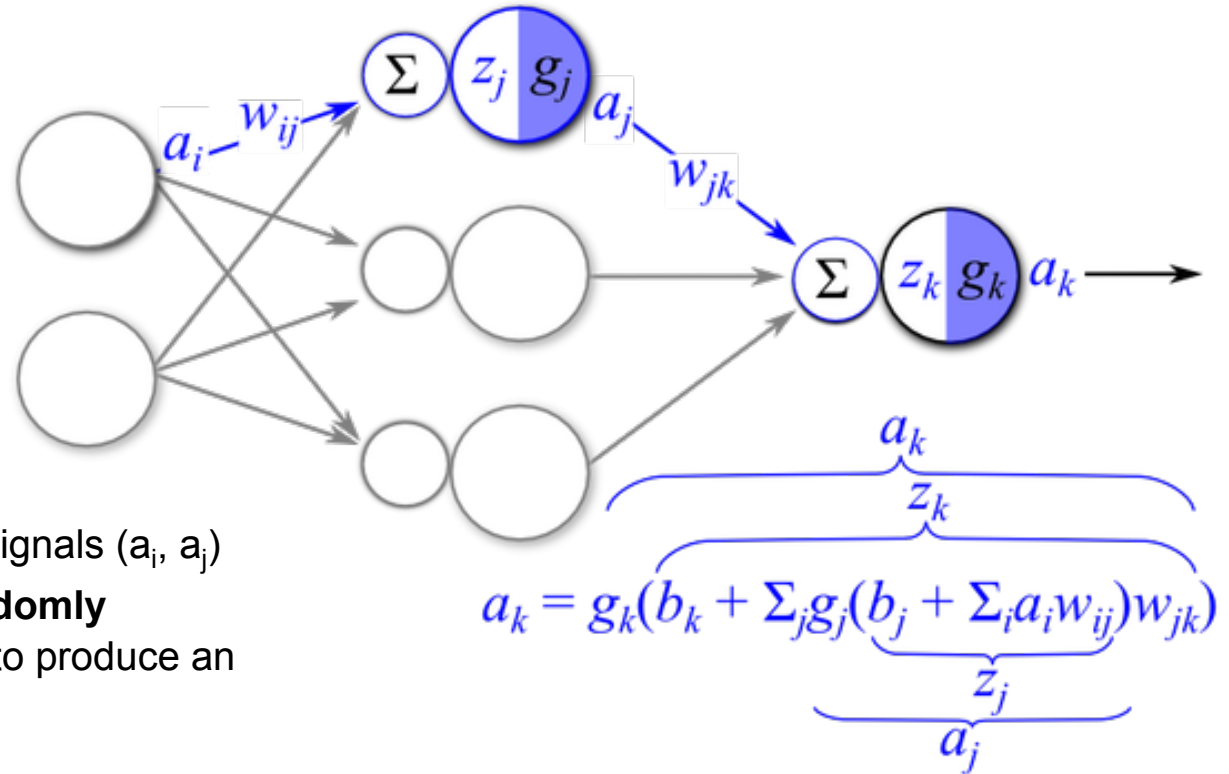 Σ z_j g_j
a_i w_ij a_j
w_jk
Σ z_k g_k a_k
a_k
z_k
ignals (a_i, a_j)
domly
to produce an
a_k = g_k(b_k + Σ_j g_j(b_j + Σ_i a_i w_ij)w_jk)
z_j
a_j